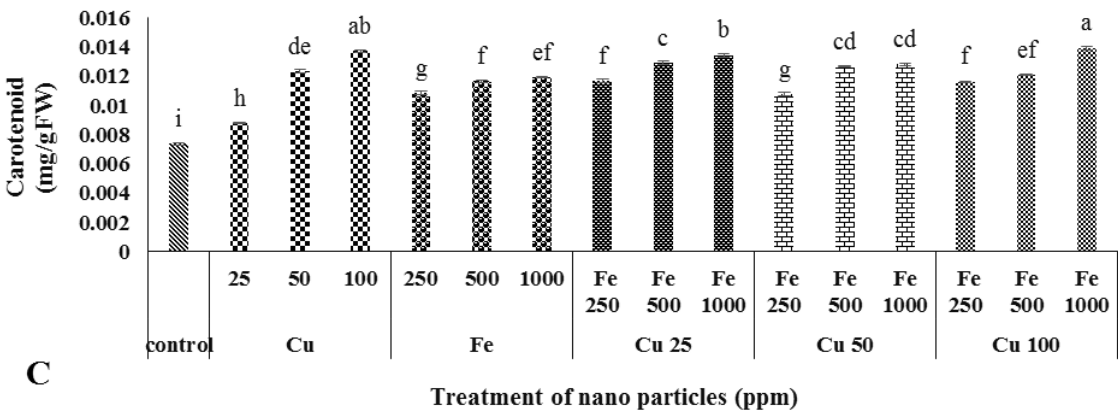 Carotenoid
(mg/gFW)
0.016
0.014
0.012
0.01
0.008
0.006
0.004
0.002
0
i h de ab g f ef f c b g cd cd f ef a
25 50 100 250 500 1000 Fe Fe Fe Fe Fe Fe Fe Fe Fe
250 500 1000 250 500 1000 250 500 1000
control Cu Fe Cu 25 Cu 50 Cu 100
C
Treatment of nano particles (ppm)